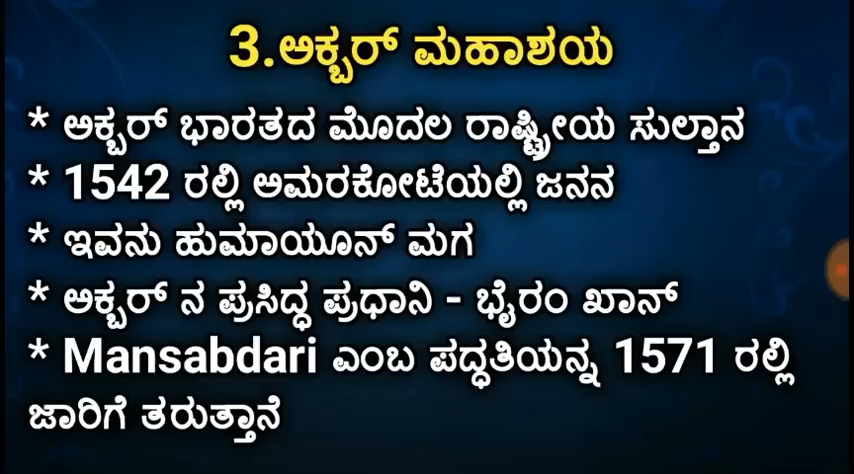 3.ಅಕ್ಬರ್ ಮಹಾಶಯ
* ಅಕ್ಬರ್ ಭಾರತದ ಮೊದಲ ರಾಷ್ಟ್ರೀಯ ಸುಲ್ತಾನ
* 1542 ರಲ್ಲಿ ಅಮರಕೋಟೆಯಲ್ಲಿ ಜನನ
* ಇವನು ಹುಮಾಯೂನ್ ಮಗ
* ಅಕ್ಬರ್ ನ ಪ್ರಸಿದ್ಧ ಪ್ರಧಾನಿ - ಭೈರಂ ಖಾನ್
* Mansabdari ಎಂಬ ಪದ್ಧತಿಯನ್ನ 1571 ರಲ್ಲಿ
ಜಾರಿಗೆ ತರುತ್ತಾನೆ